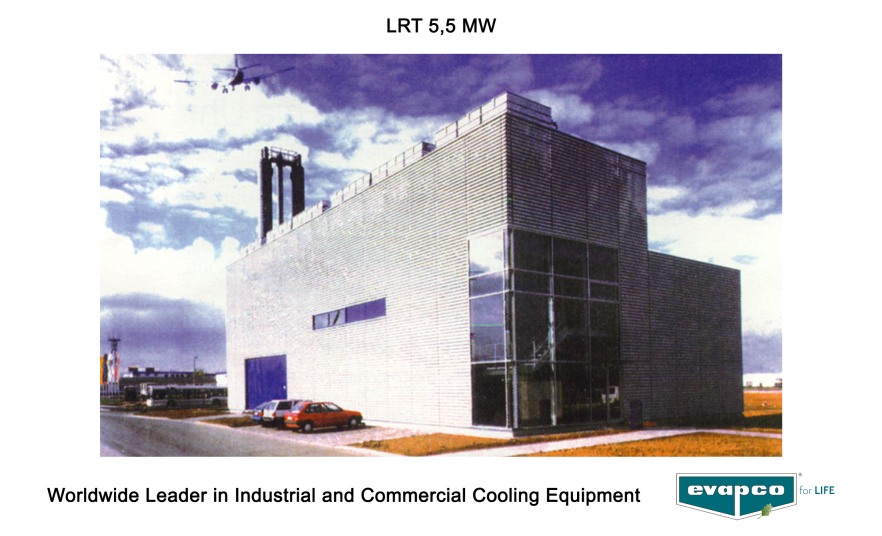 LRT 5,5 MW
Worldwide Leader in Industrial and Commercial Cooling Equipment
evapco® for LIFE